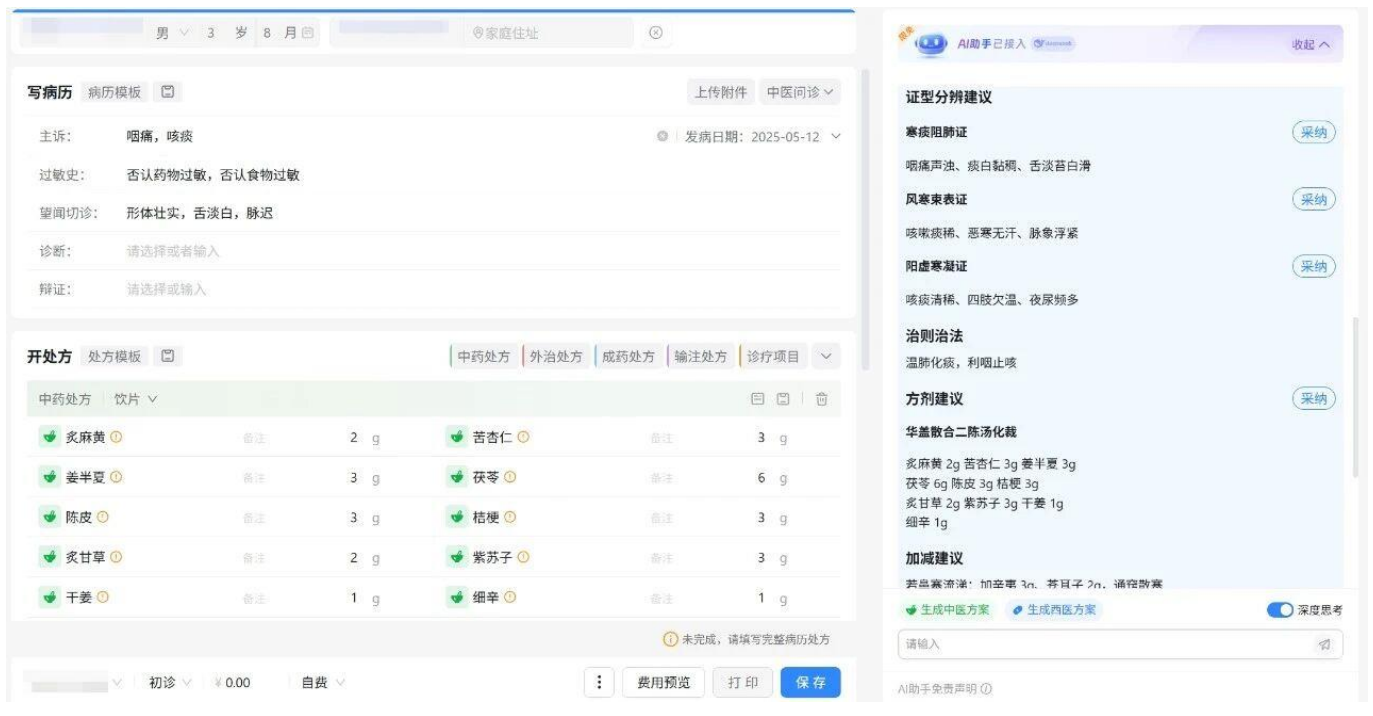 男 3 岁 8 月
家庭住址
写病历 病历模板 上传附件 中医问诊
主诉： 咽痛，咳痰 发病日期：2025-05-12
过敏史： 否认药物过敏，否认食物过敏
望闻切诊： 形体壮实，舌淡白，脉迟
诊断： 请选择或者输入
辩证： 请选择或输入
开处方 处方模板 中药处方 外治处方 成药处方 输注处方 诊疗项目
中药处方 饮片
炙麻黄 备注 2 g 苦杏仁 备注 3 g
姜半夏 备注 3 g 茯苓 备注 6 g
陈皮 备注 3 g 桔梗 备注 3 g
炙甘草 备注 2 g 紫苏子 备注 3 g
干姜 备注 1 g 细辛 备注 1 g
未完成，请填写完整病历处方
初诊 ¥0.00 自费 费用预览 打印 保存
AI助手已接入 收起
证型分辨建议
寒痰阻肺证 采纳
咽痛声浊、痰白黏稠、舌淡苔白滑
风寒束表证 采纳
咳嗽痰稀、恶寒无汗、脉象浮紧
阳虚寒凝证 采纳
咳痰清稀、四肢欠温、夜尿频多
治则治法
温肺化痰，利咽止咳
方剂建议 采纳
华盖散合二陈汤化裁
炙麻黄 2g 苦杏仁 3g 姜半夏 3g
茯苓 6g 陈皮 3g 桔梗 3g
炙甘草 2g 紫苏子 3g 干姜 1g
细辛 1g
加减建议
若鼻塞流涕：加辛夷 3g、苍耳子 2g，通窍散寒
生成中医方案 生成西医方案 深度思考
请输入
AI助手免责声明